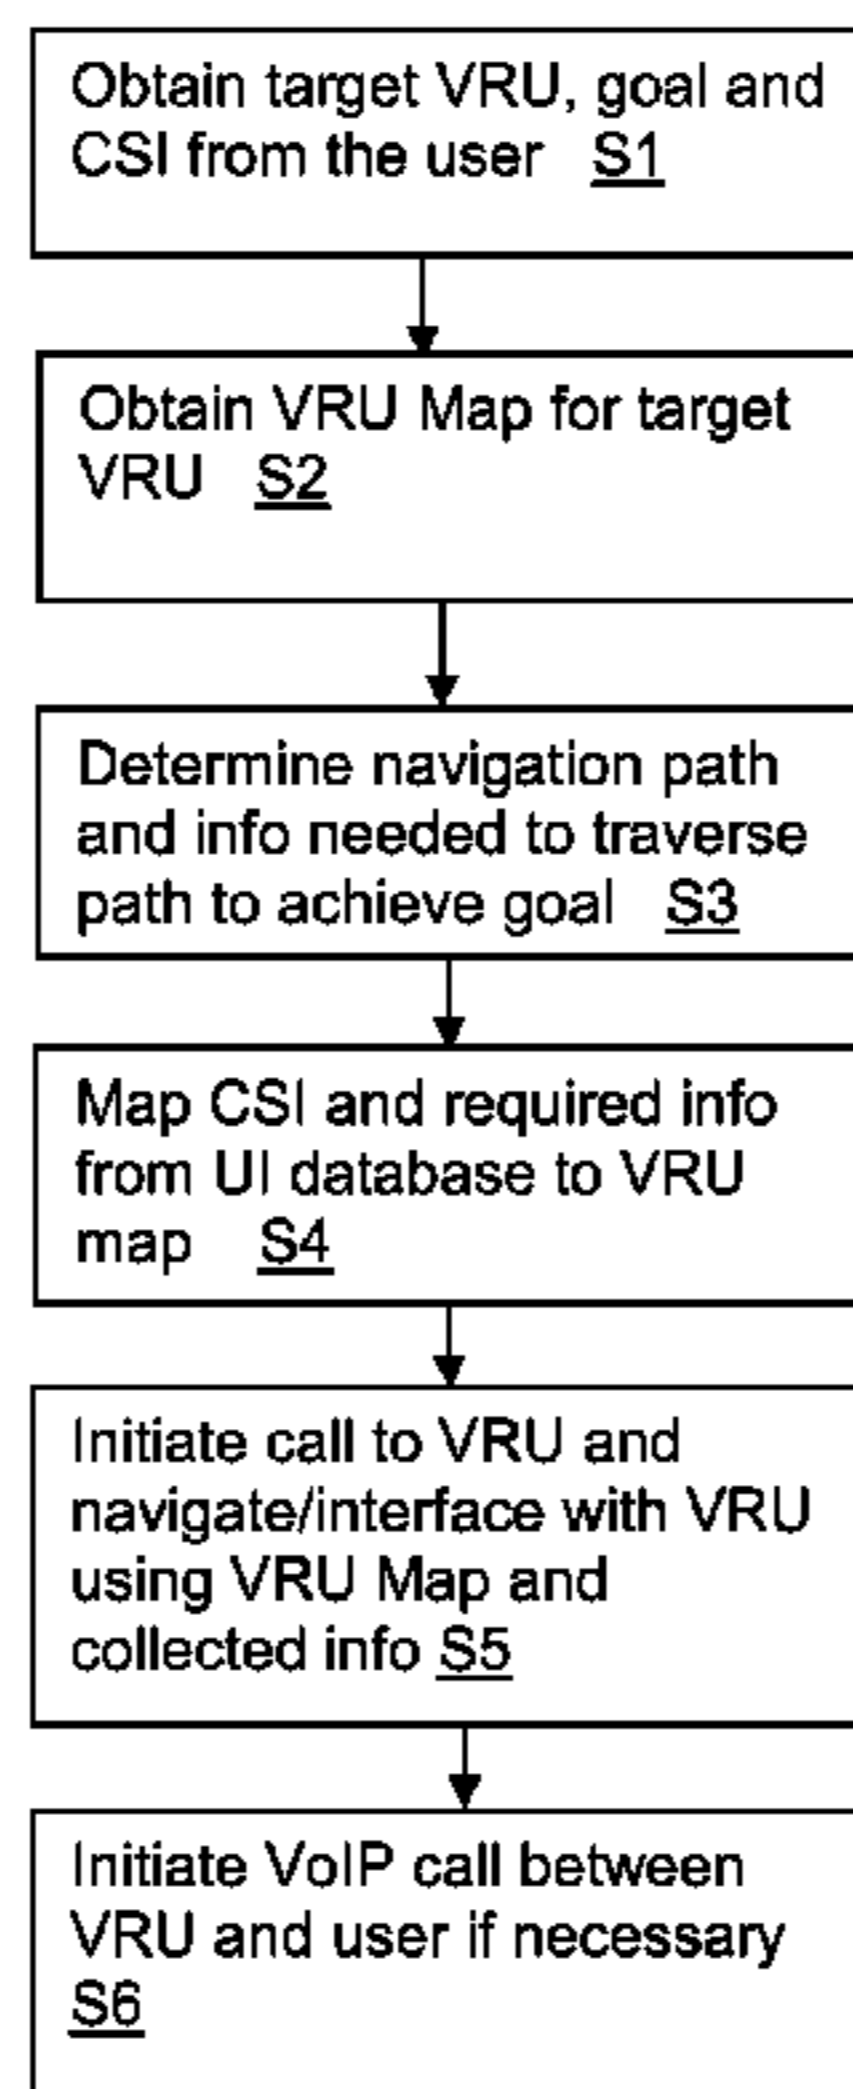 Obtain target VRU, goal and
CSI from the user S1
Obtain VRU Map for target
VRU S2
Determine navigation path
and info needed to traverse
path to achieve goal S3
Map CSI and required info
from UI database to VRU
map S4
Initiate call to VRU and
navigate/interface with VRU
using VRU Map and
collected info S5
Initiate VoIP call between
VRU and user if necessary
S6